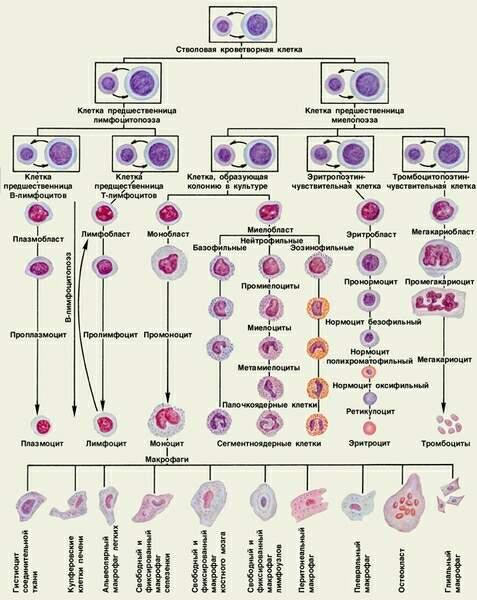 Стволовая кроветворная клетка
Клетка предшественница
лимфоцитопоэза
Клетка предшественница
миелопоэза
Клетка
предшественница
В-лимфоцитов
Клетка
предшественница
Т-лимфоцитов
Клетка, образующая
колонию в культуре
Эритропоэтин-
чувствительная клетка
Тромбоцитопоэтин-
чувствительная клетка
Плазмобласт
Лимфобласт
Монобласт
Миелобласт
Базофильные
Нейтрофильные
Эозинофильные
Эритробласт
Мегакариобласт
В-лимфоцитопоэз
Промиелоциты
Пронормоцит
Промегакариоцит
Миелоциты
Нормоцит базофильный
Проплазмоцит
Пролимфоцит
Промоноцит
Метамиелоциты
Нормоцит
полихроматофильный
Мегакариоцит
Палочкоядерные клетки
Нормоцит оксифильный
Ретикулоцит
Плазмоцит
Лимфоцит
Моноцит
Сегментноядерные клетки
Эритроцит
Тромбоциты
Макрофаги
Гистиоцит
соединительной
ткани
Купферовские
клетки печени
Альвеолярный
макрофаг легких
Свободный и
фиксированный
макрофаг
селезенки
Свободный и
фиксированный
макрофаг
костного мозга
Свободный и
фиксированный
макрофаг
лимфоузлов
Перитонеальный
макрофаг
Плевральный
макрофаг
Остеокласт
Глиальный
макрофаг